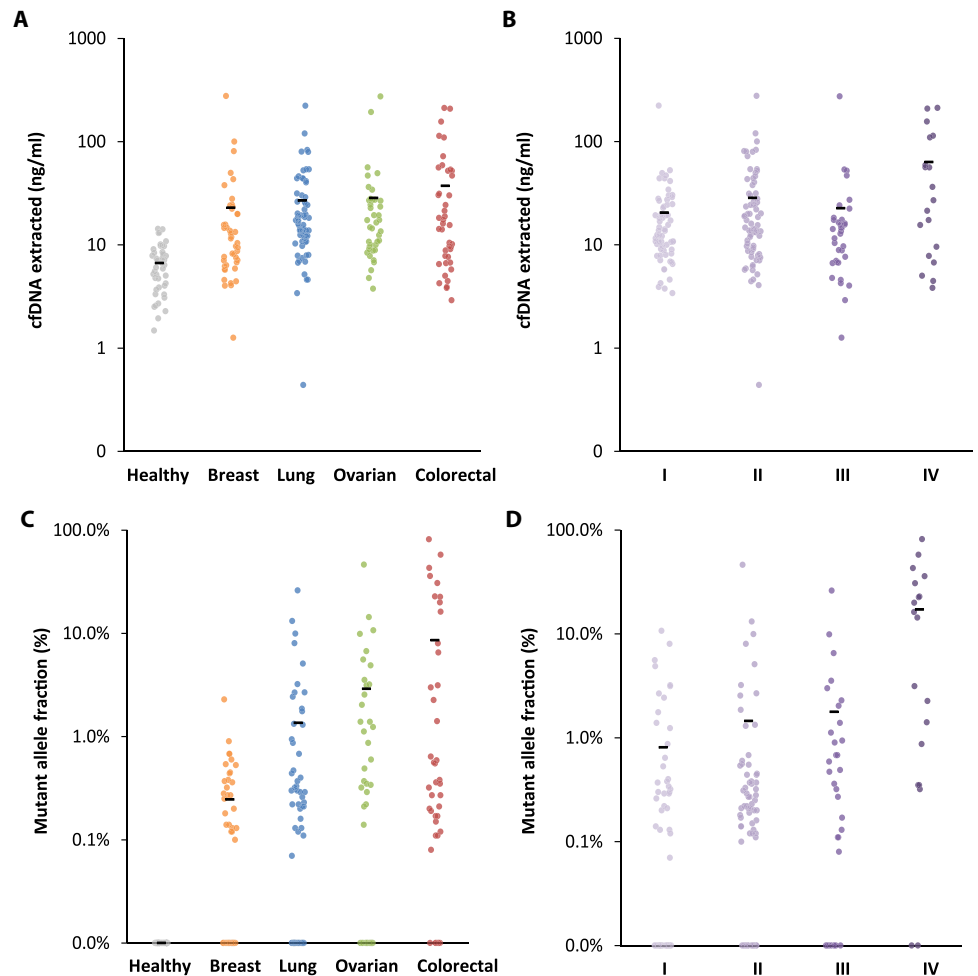 A
cfDNA extracted (ng/ml)
1000
100
10
1
0
Healthy Breast Lung Ovarian Colorectal
B
cfDNA extracted (ng/ml)
1000
100
10
1
0
I II III IV
C
Mutant allele fraction (%)
100.0%
10.0%
1.0%
0.1%
0.0%
Healthy Breast Lung Ovarian Colorectal
D
Mutant allele fraction (%)
100.0%
10.0%
1.0%
0.1%
0.0%
I II III IV